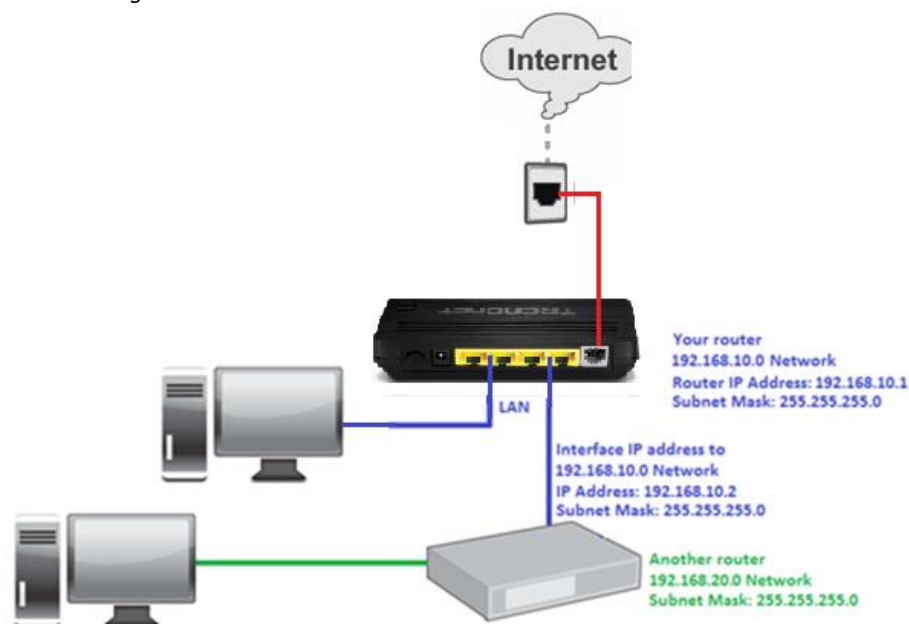 Internet
TRENDnet
Your router
192.168.10.0 Network
Router IP Address: 192.168.10.1
Subnet Mask: 255.255.255.0
LAN
Interface IP address to
192.168.10.0 Network
IP Address: 192.168.10.2
Subnet Mask: 255.255.255.0
Another router
192.168.20.0 Network
Subnet Mask: 255.255.255.0